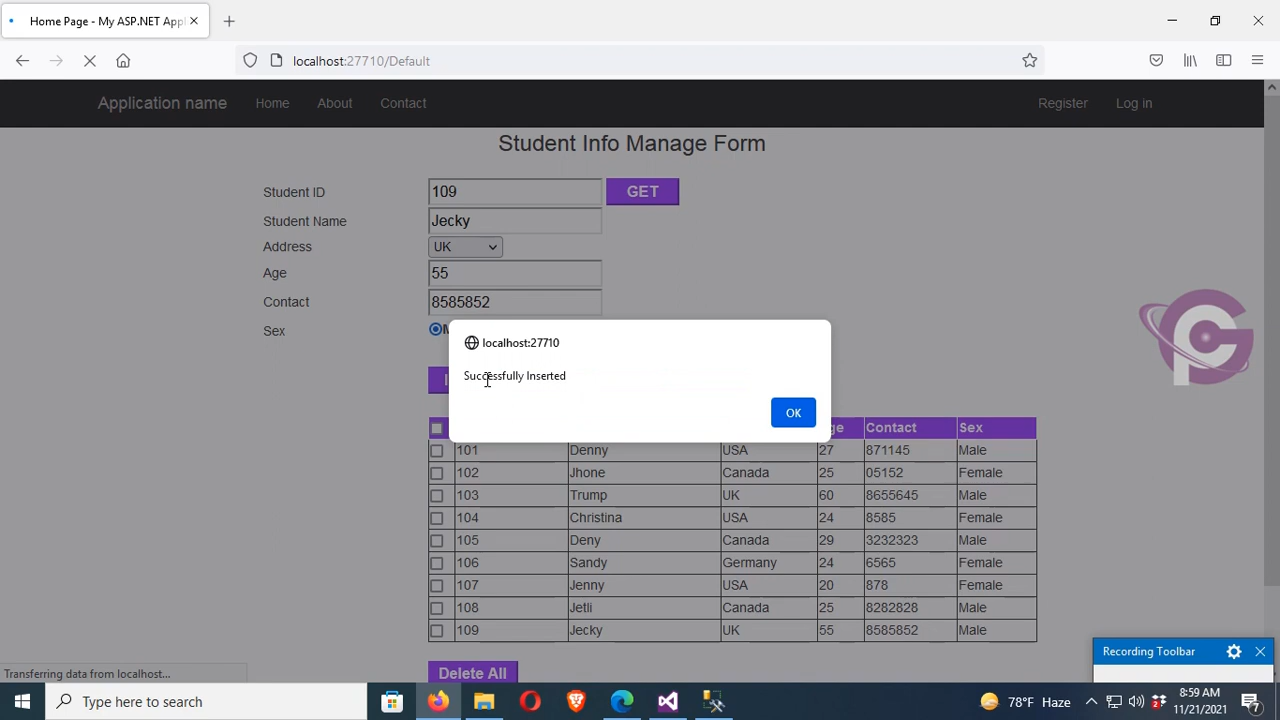 Home Page - My ASP.NET Appl
localhost:27710/Default
Application name Home About Contact Register Log in
Student Info Manage Form
Student ID 109 GET
Student Name Jecky
Address UK
Age 55
Contact 8585852
Sex
localhost:27710
Successfully Inserted
OK
ge Contact Sex
101 Denny USA 27 871145 Male
102 Jhone Canada 25 05152 Female
103 Trump UK 60 8655645 Male
104 Christina USA 24 8585 Female
105 Deny Canada 29 3232323 Male
106 Sandy Germany 24 6565 Female
107 Jenny USA 20 878 Female
108 Jetli Canada 25 8282828 Male
109 Jecky UK 55 8585852 Male
Delete All
Recording Toolbar
Transferring data from localhost...
Type here to search
78°F Haze
8:59 AM
11/21/2021
7